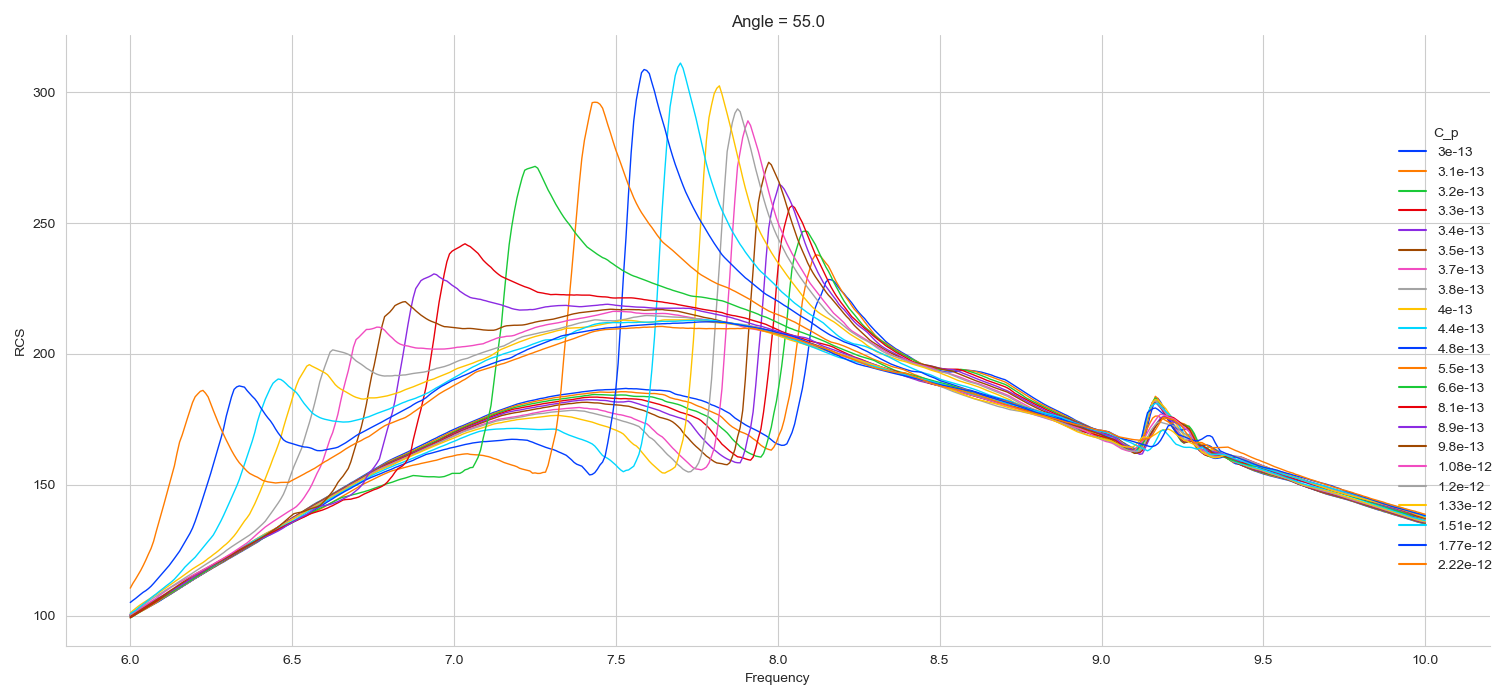 Angle = 55.0
300
250
200
150
100
RCS
6.0 6.5 7.0 7.5 8.0 8.5 9.0 9.5 10.0
Frequency
C_p
3e-13
3.1e-13
3.2e-13
3.3e-13
3.4e-13
3.5e-13
3.7e-13
3.8e-13
4e-13
4.4e-13
4.8e-13
5.5e-13
6.6e-13
8.1e-13
8.9e-13
9.8e-13
1.08e-12
1.2e-12
1.33e-12
1.51e-12
1.77e-12
2.22e-12